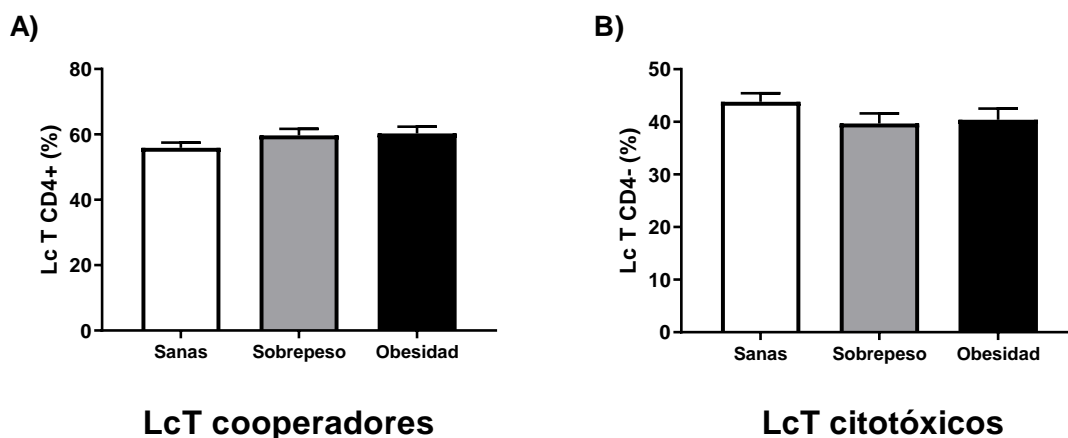 A)
Lc T CD4+ (%)
80
60
40
20
0
Sanas Sobrepeso Obesidad
LcT cooperadores
B)
Lc T CD4- (%)
50
40
30
20
10
0
Sanas Sobrepeso Obesidad
LcT citotóxicos